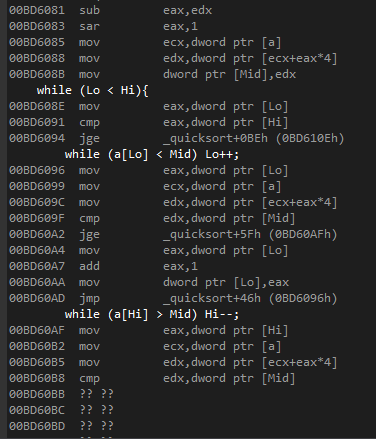 00BD6081 sub eax,edx
00BD6083 sar eax,1
00BD6085 mov ecx,dword ptr [a]
00BD6088 mov edx,dword ptr [ecx+eax*4]
00BD608B mov dword ptr [Mid],edx
while (Lo < Hi){
00BD608E mov eax,dword ptr [Lo]
00BD6091 cmp eax,dword ptr [Hi]
00BD6094 jge _quicksort+0BEh (0BD610Eh)
while (a[Lo] < Mid) Lo++;
00BD6096 mov eax,dword ptr [Lo]
00BD6099 mov ecx,dword ptr [a]
00BD609C mov edx,dword ptr [ecx+eax*4]
00BD609F cmp edx,dword ptr [Mid]
00BD60A2 jge _quicksort+5Fh (0BD60AFh)
00BD60A4 mov eax,dword ptr [Lo]
00BD60A7 add eax,1
00BD60AA mov dword ptr [Lo],eax
00BD60AD jmp _quicksort+46h (0BD6096h)
while (a[Hi] > Mid) Hi--;
00BD60AF mov eax,dword ptr [Hi]
00BD60B2 mov ecx,dword ptr [a]
00BD60B5 mov edx,dword ptr [ecx+eax*4]
00BD60B8 cmp edx,dword ptr [Mid]
00BD60BB ?? ??
00BD60BC ?? ??
00BD60BD ?? ??